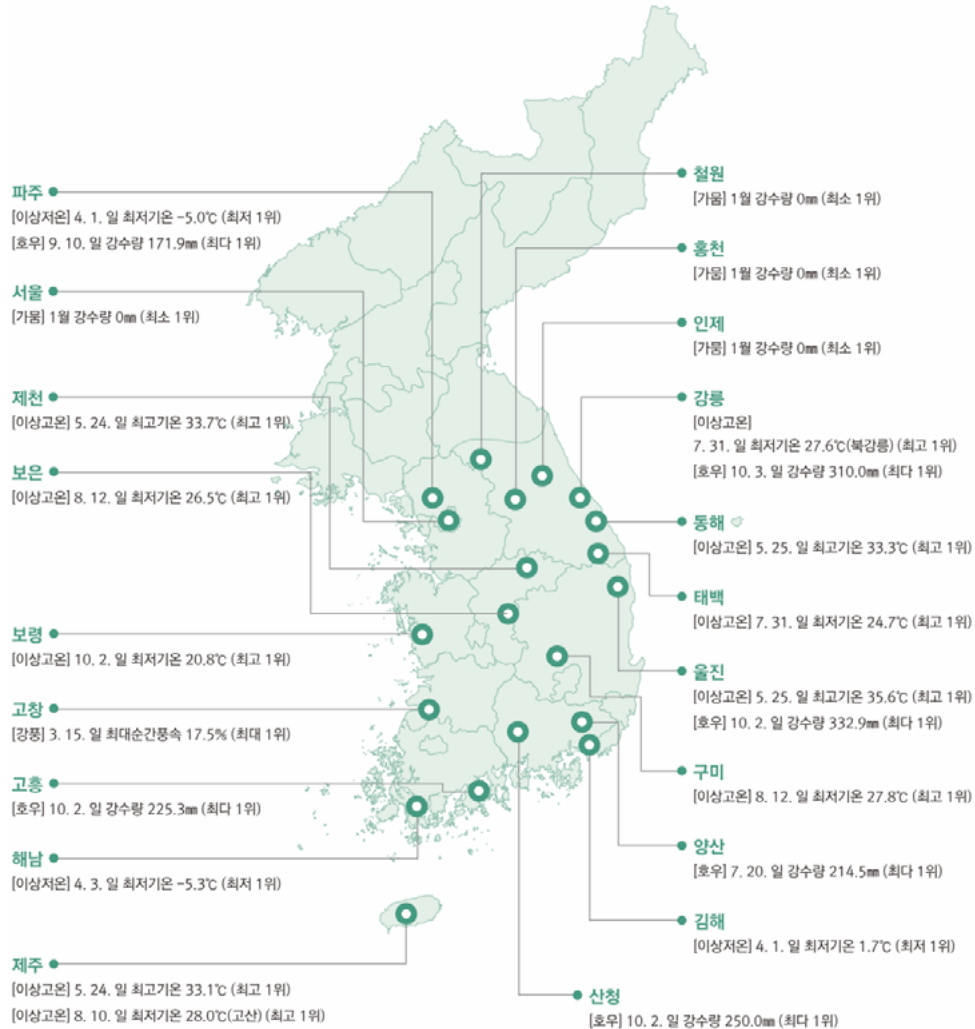 파주
[이상저온] 4. 1. 일 최저기온 -5.0℃ (최저 1위)
[호우] 9. 10. 일 강수량 171.9㎜ (최다 1위)
서울
[가뭄] 1월 강수량 0㎜ (최소 1위)
제천
[이상고온] 5. 24. 일 최고기온 33.7℃ (최고 1위)
보은
[이상고온] 8. 12. 일 최저기온 26.5℃ (최고 1위)
보령
[이상고온] 10. 2. 일 최저기온 20.8℃ (최고 1위)
고창
[강풍] 3. 15. 일 최대순간풍속 17.5% (최대 1위)
고흥
[호우] 10. 2. 일 강수량 225.3㎜ (최다 1위)
해남
[이상저온] 4. 3. 일 최저기온 -5.3℃ (최저 1위)
제주
[이상고온] 5. 24. 일 최고기온 33.1℃ (최고 1위)
[이상고온] 8. 10. 일 최저기온 28.0℃(고산) (최고 1위)
철원
[가뭄] 1월 강수량 0㎜ (최소 1위)
홍천
[가뭄] 1월 강수량 0㎜ (최소 1위)
인제
[가뭄] 1월 강수량 0㎜ (최소 1위)
강릉
[이상고온]
7. 31. 일 최저기온 27.6℃(북강릉) (최고 1위)
[호우] 10. 3. 일 강수량 310.0㎜ (최다 1위)
동해
[이상고온] 5. 25. 일 최고기온 33.3℃ (최고 1위)
태백
[이상고온] 7. 31. 일 최저기온 24.7℃ (최고 1위)
울진
[이상고온] 5. 25. 일 최고기온 35.6℃ (최고 1위)
[호우] 10. 2. 일 강수량 332.9㎜ (최다 1위)
구미
[이상고온] 8. 12. 일 최저기온 27.8℃ (최고 1위)
양산
[호우] 7. 20. 일 강수량 214.5㎜ (최다 1위)
김해
[이상저온] 4. 1. 일 최저기온 1.7℃ (최저 1위)
산청
[호우] 10. 2. 일 강수량 250.0㎜ (최다 1위)